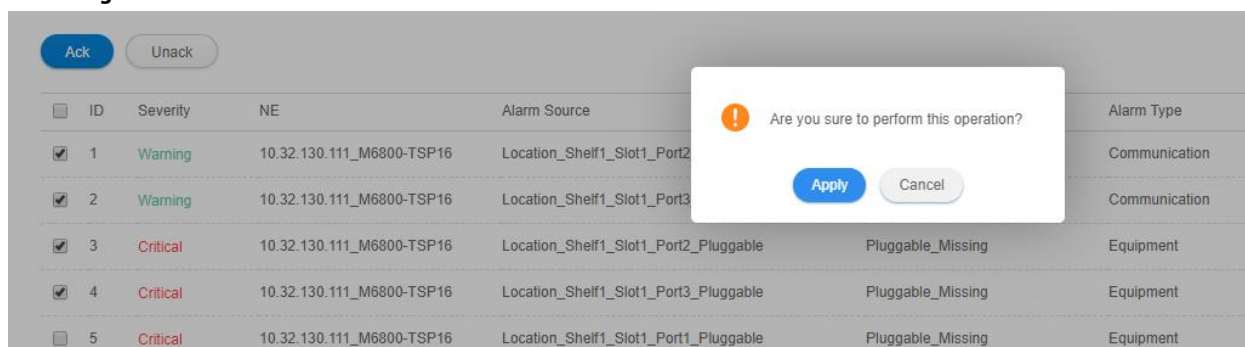 Ack Unack
ID Severity NE Alarm Source Alarm Type
Are you sure to perform this operation?
1 Warning 10.32.130.111_M6800-TSP16 Location_Shelf1_Slot1_Port2 Communication
Apply Cancel
2 Warning 10.32.130.111_M6800-TSP16 Location_Shelf1_Slot1_Port3 Communication
3 Critical 10.32.130.111_M6800-TSP16 Location_Shelf1_Slot1_Port2_Pluggable Pluggable_Missing Equipment
4 Critical 10.32.130.111_M6800-TSP16 Location_Shelf1_Slot1_Port3_Pluggable Pluggable_Missing Equipment
5 Critical 10.32.130.111_M6800-TSP16 Location_Shelf1_Slot1_Port1_Pluggable Pluggable_Missing Equipment